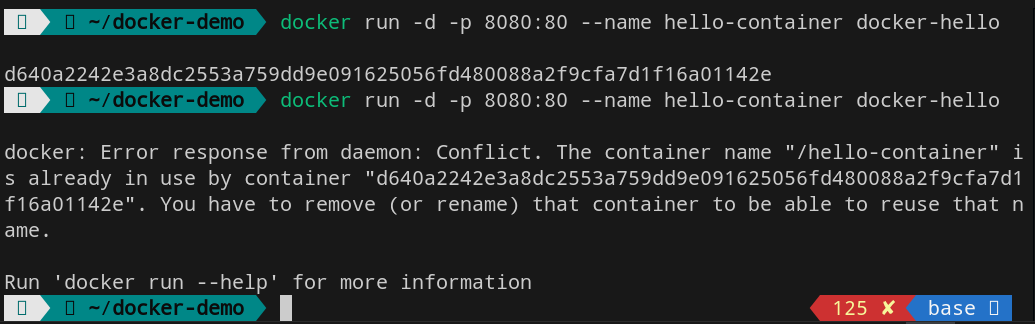 ~/docker-demo docker run -d -p 8080:80 --name hello-container docker-hello
d640a2242e3a8dc2553a759dd9e091625056fd480088a2f9cfa7d1f16a01142e
~/docker-demo docker run -d -p 8080:80 --name hello-container docker-hello
docker: Error response from daemon: Conflict. The container name "/hello-container" i
s already in use by container "d640a2242e3a8dc2553a759dd9e091625056fd480088a2f9cfa7d1
f16a01142e". You have to remove (or rename) that container to be able to reuse that n
ame.
Run 'docker run --help' for more information
~/docker-demo 125 ✘ base